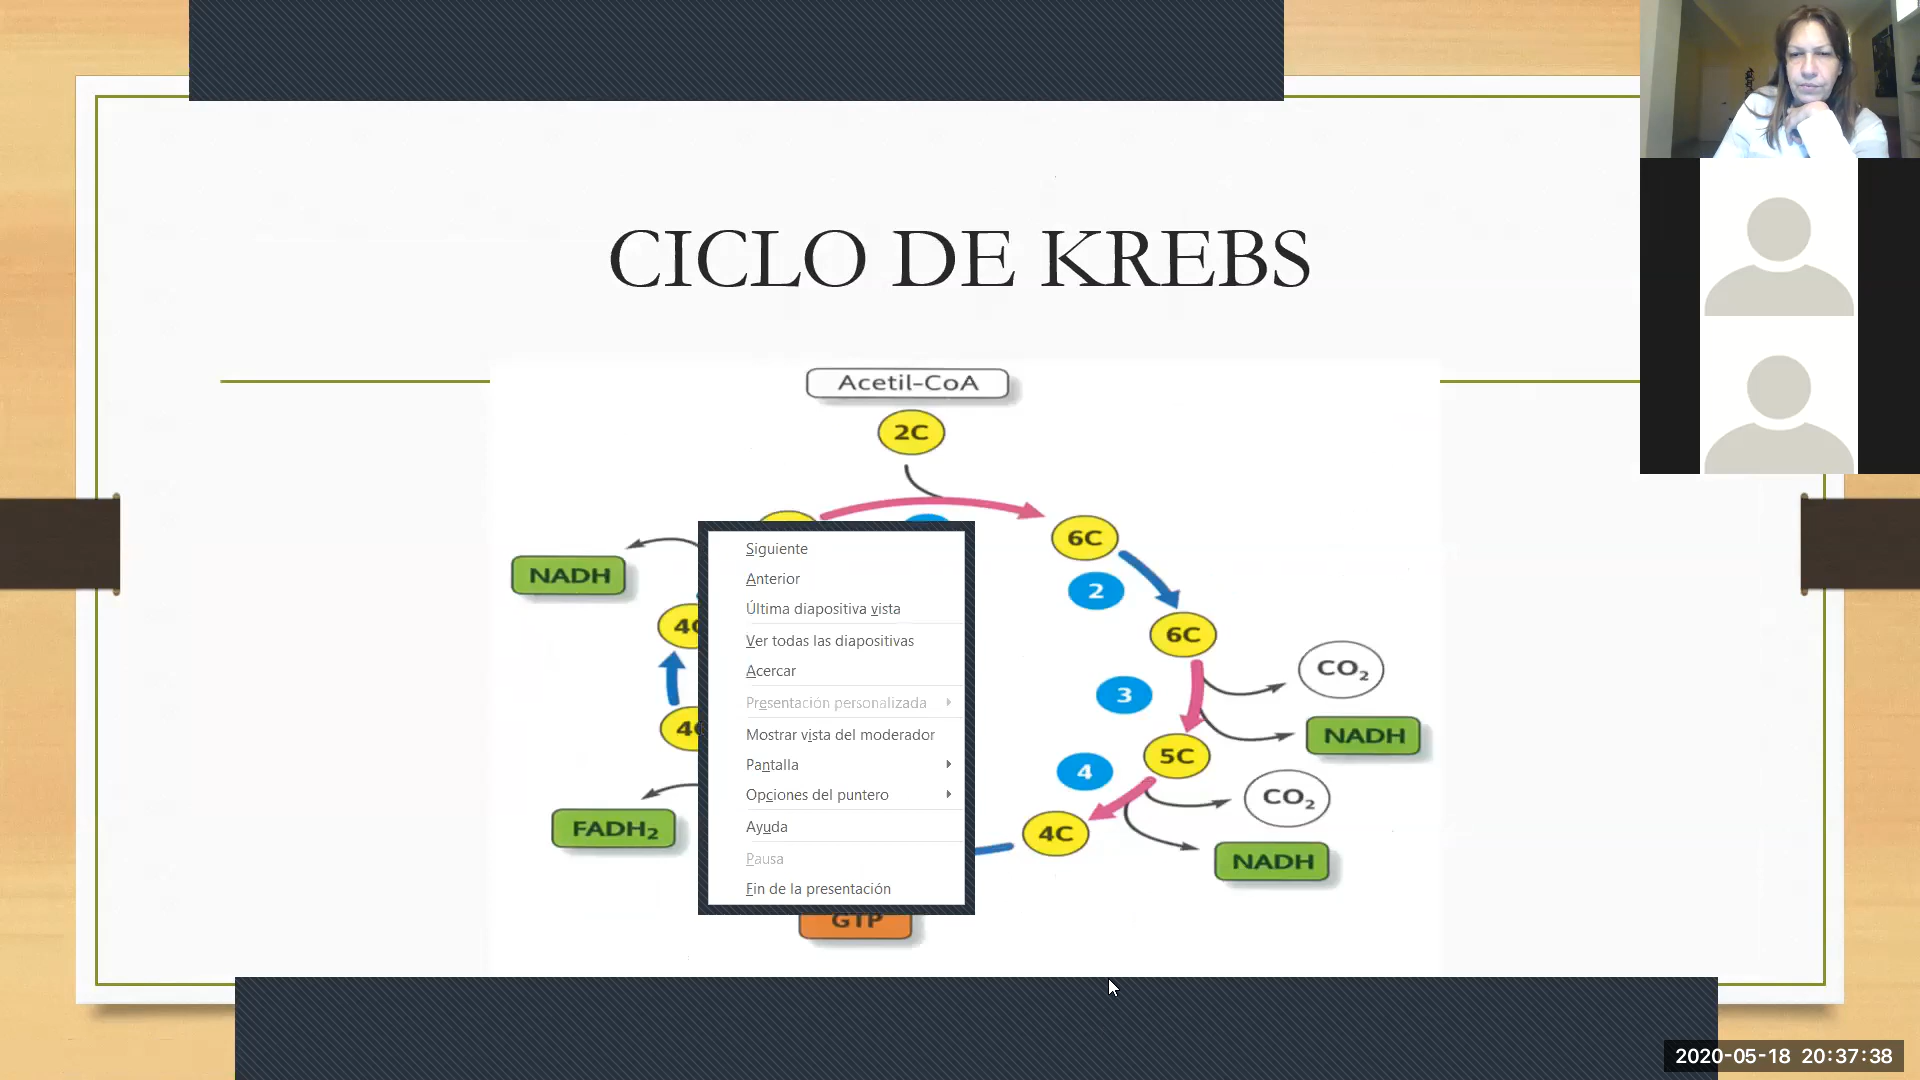 CICLO DE KREBS
Acetil-CoA
2C
6C
NADH
2
6C
CO₂
3
NADH
5C
4
CO₂
4C
NADH
FADH₂
GTP
Siguiente
Anterior
Última diapositiva vista
Ver todas las diapositivas
Acercar
Presentación personalizada
Mostrar vista del moderador
Pantalla
Opciones del puntero
Ayuda
Pausa
Fin de la presentación
2020-05-18 20:37:38